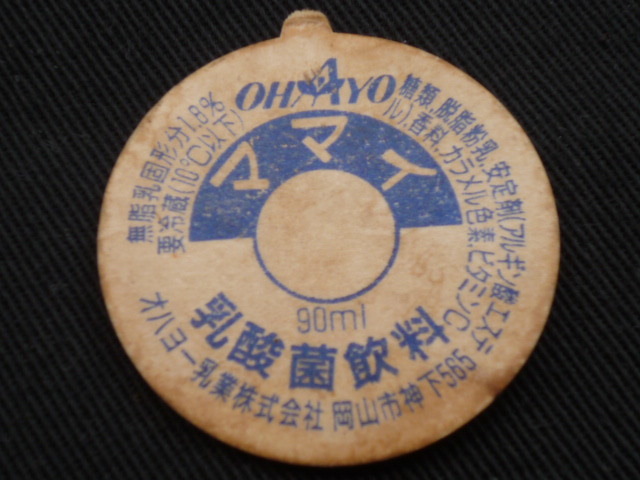 OHAYO
ママイ
無脂乳固形分1.8%
要冷蔵(10℃以下)
糖類、脱脂粉乳、安定剤(アルギン酸エステ
ル)、香料、カラメル色素、ビタミンC
90ml
乳酸菌飲料
オハヨー乳業株式会社 岡山市神下565